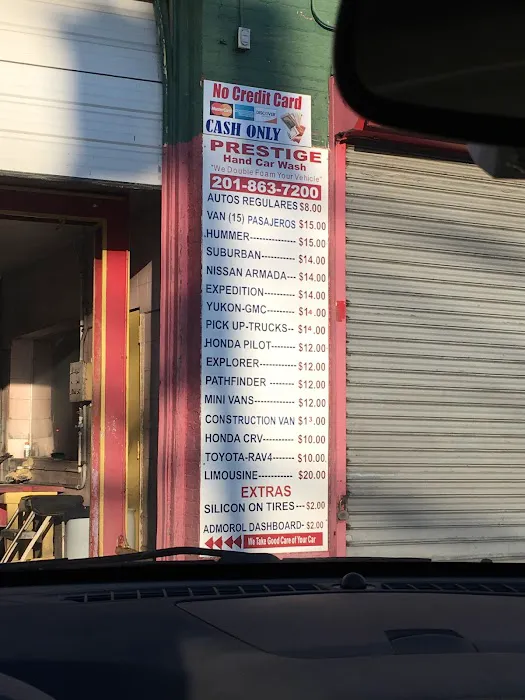 No Credit Card
MasterCard DISCOVER
CASH ONLY
PRESTIGE
Hand Car Wash
"We Double Foam Your Vehicle"
201-863-7200
AUTOS REGULARES $8.00
VAN (15) PASAJEROS $15.00
HUMMER--------------- $15.00
SUBURBAN----------- $14.00
NISSAN ARMADA--- $14.00
EXPEDITION--------- $14.00
YUKON-GMC--------- $14.00
PICK UP-TRUCKS-- $14.00
HONDA PILOT-------- $12.00
EXPLORER------------ $12.00
PATHFINDER -------- $12.00
MINI VANS------------ $12.00
CONSTRUCTION VAN $13.00
HONDA CRV--------- $10.00
TOYOTA-RAV4------- $10.00
LIMOUSINE----------- $20.00
EXTRAS
SILICON ON TIRES--- $2.00
ADMOROL DASHBOARD- $2.00
We Take Good Care of Your Car